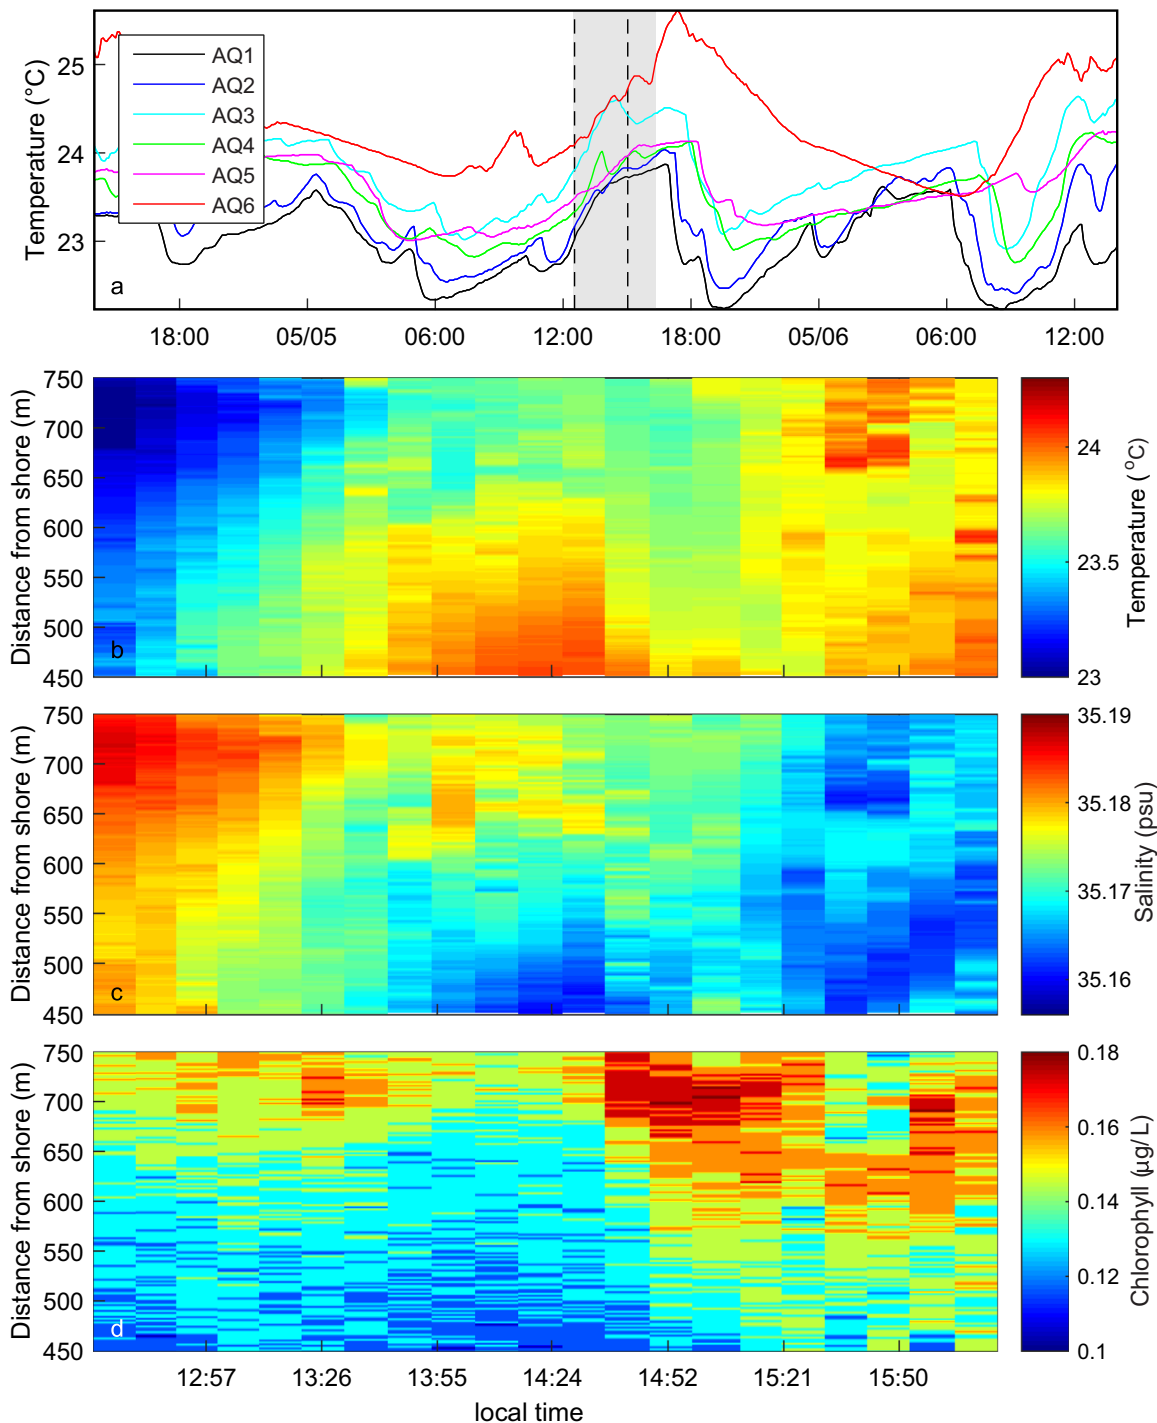 Temperature (°C)
25
24
23
AQ1
AQ2
AQ3
AQ4
AQ5
AQ6
a
18:00 05/05 06:00 12:00 18:00 05/06 06:00 12:00
Distance from shore (m)
750
700
650
600
550
500
450
b
24
23.5
23
Temperature (°C)
Distance from shore (m)
750
700
650
600
550
500
450
c
35.19
35.18
35.17
35.16
Salinity (psu)
Distance from shore (m)
750
700
650
600
550
500
450
d
0.18
0.16
0.14
0.12
0.1
Chlorophyll (µg/L)
12:57 13:26 13:55 14:24 14:52 15:21 15:50
local time